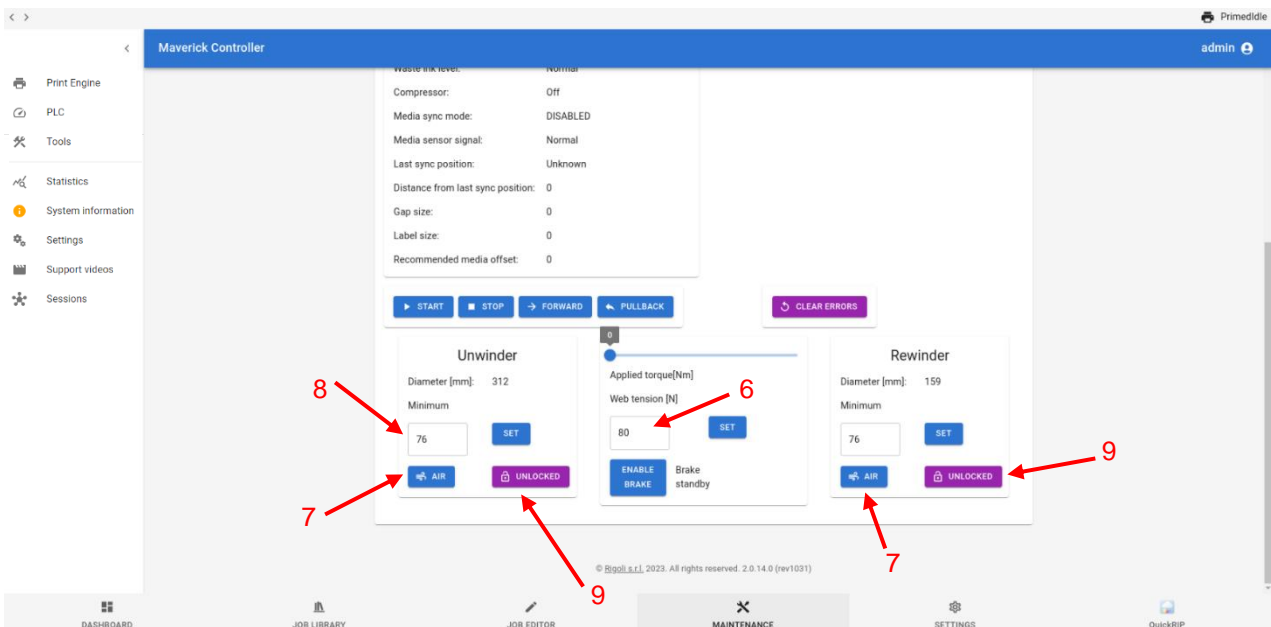 < >
PrimedIdle
Maverick Controller
admin
Print Engine
PLC
Tools
Statistics
System information
Settings
Support videos
Sessions
Waste ink level: Normal
Compressor: Off
Media sync mode: DISABLED
Media sensor signal: Normal
Last sync position: Unknown
Distance from last sync position: 0
Gap size: 0
Label size: 0
Recommended media offset: 0
START STOP FORWARD PULLBACK CLEAR ERRORS
Unwinder
Diameter [mm]: 312
Minimum
76 SET
AIR UNLOCKED
0
Applied torque[Nm]
Web tension [N]
80 SET
ENABLE BRAKE
Brake standby
Rewinder
Diameter [mm]: 159
Minimum
76 SET
AIR UNLOCKED
8
6
9
7
7
9
© Rigoli s.r.l. 2023. All rights reserved. 2.0.14.0 (rev1031)
DASHBOARD JOB LIBRARY JOB EDITOR MAINTENANCE SETTINGS QuickRIP